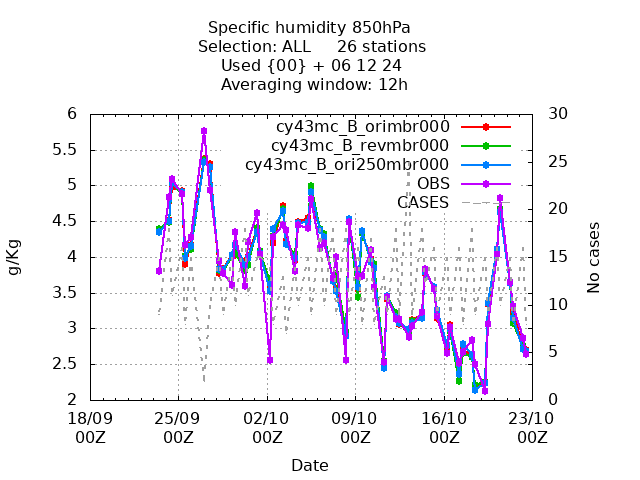 Specific humidity 850hPa
Selection: ALL     26 stations
Used {00} + 06 12 24
Averaging window: 12h
cy43mc_B_orimbr000
cy43mc_B_revmbr000
cy43mc_B_ori250mbr000
OBS
CASES
6
5.5
5
4.5
4
3.5
3
2.5
2
g/Kg
30
25
20
15
10
5
0
No cases
18/09 25/09 02/10 09/10 16/10 23/10
00Z 00Z 00Z 00Z 00Z 00Z
Date